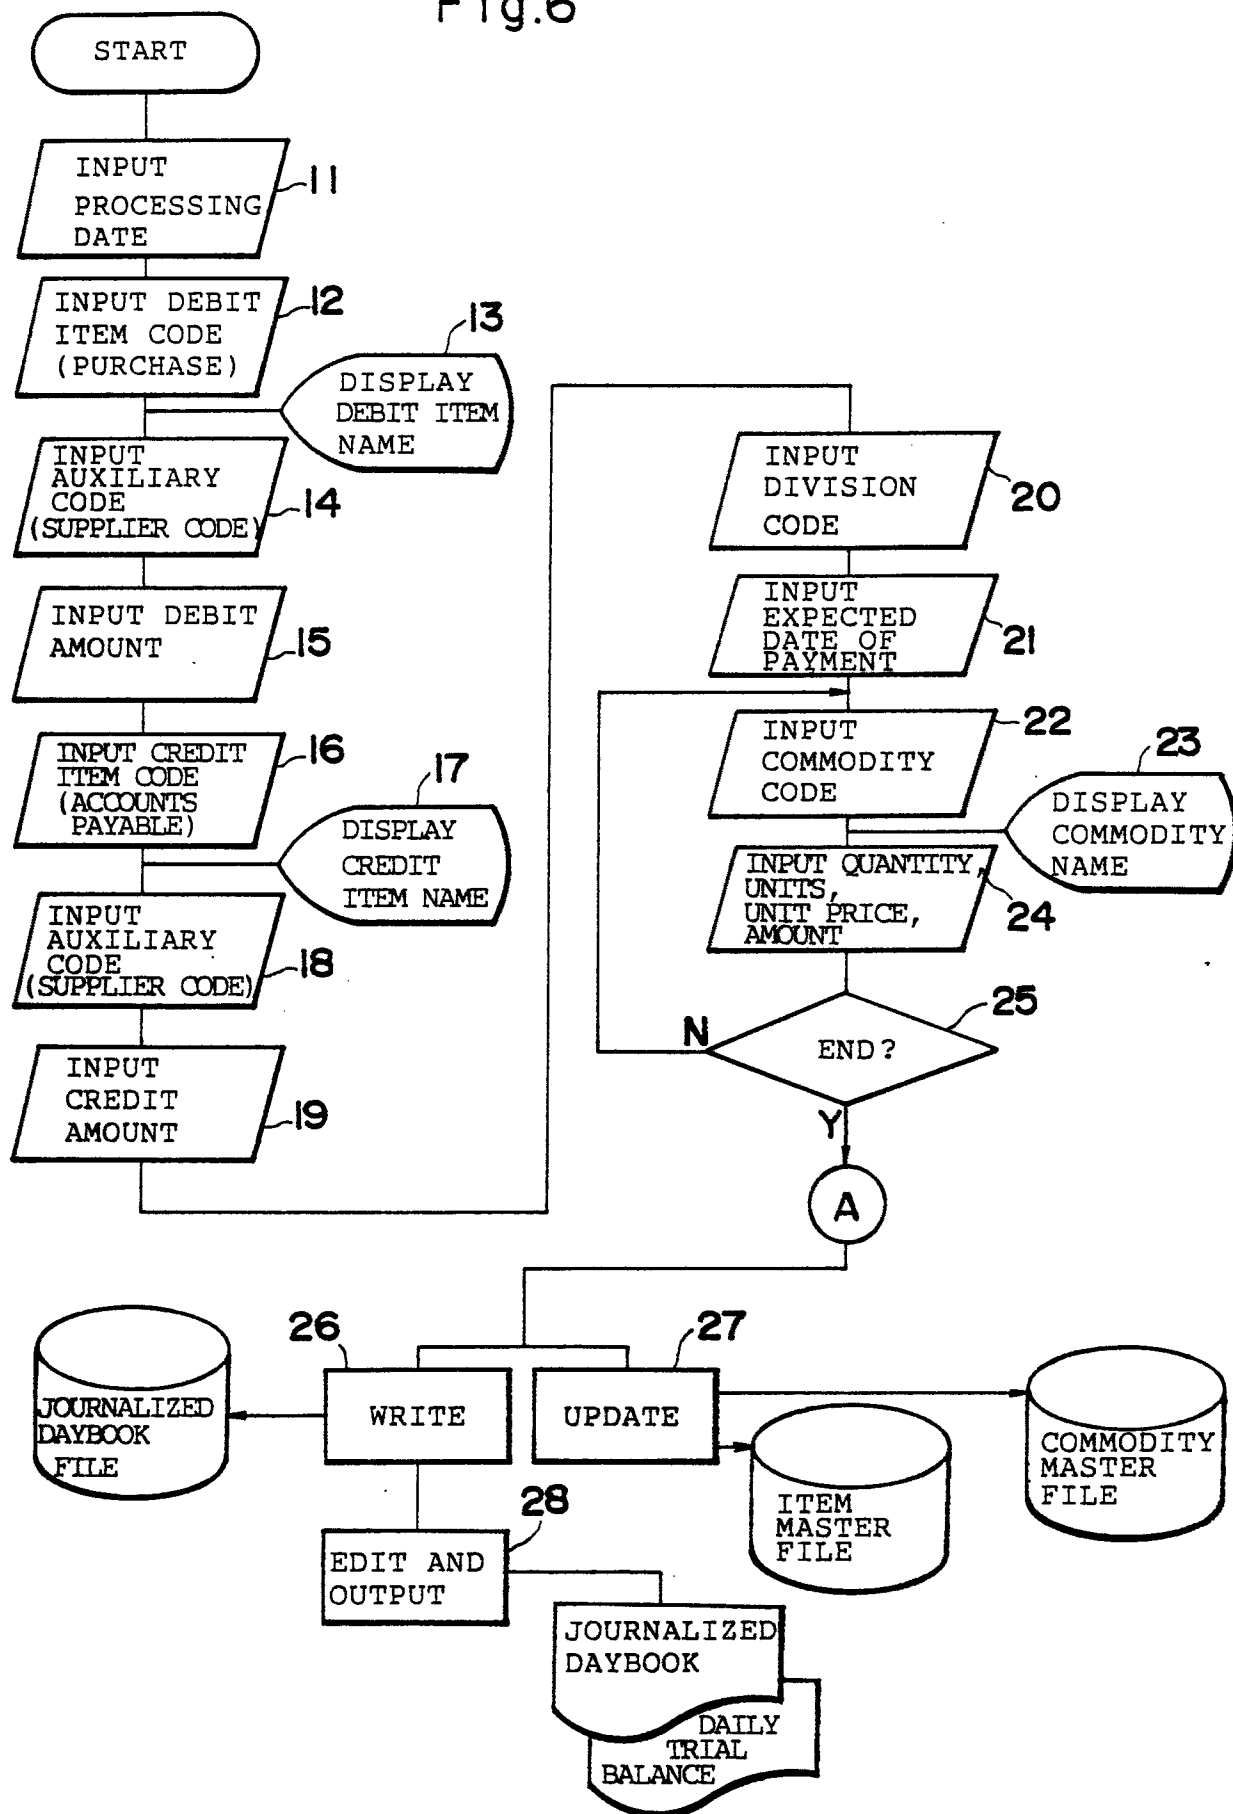 Fig.6
START
INPUT
PROCESSING
DATE
11
INPUT DEBIT
ITEM CODE
(PURCHASE)
12
13
DISPLAY
DEBIT ITEM
NAME
INPUT
AUXILIARY
CODE
(SUPPLIER CODE)
14
INPUT DEBIT
AMOUNT
15
INPUT CREDIT
ITEM CODE
(ACCOUNTS
PAYABLE)
16
17
DISPLAY
CREDIT
ITEM NAME
INPUT
AUXILIARY
CODE
(SUPPLIER CODE)
18
INPUT
CREDIT
AMOUNT
19
INPUT
DIVISION
CODE
20
INPUT
EXPECTED
DATE OF
PAYMENT
21
INPUT
COMMODITY
CODE
22
23
DISPLAY
COMMODITY
NAME
INPUT QUANTITY,
UNITS,
UNIT PRICE,
AMOUNT
24
25
END?
N
Y
A
26
WRITE
27
UPDATE
JOURNALIZED
DAYBOOK
FILE
ITEM
MASTER
FILE
COMMODITY
MASTER
FILE
28
EDIT AND
OUTPUT
JOURNALIZED
DAYBOOK
DAILY
TRIAL
BALANCE